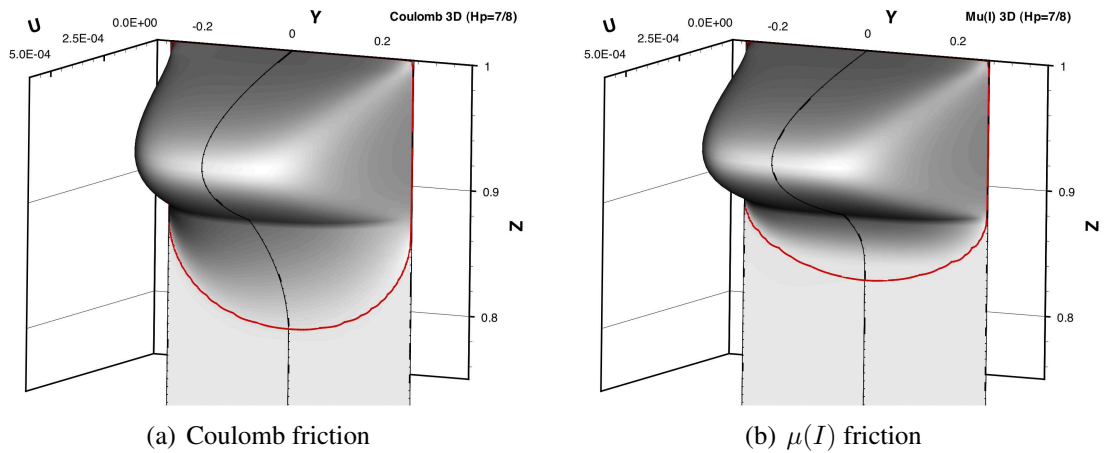 U
5.0E-04
2.5E-04
0.0E+00
-0.2
Y
0
0.2
Coulomb 3D (Hp=7/8)
1
0.9
Z
0.8
(a) Coulomb friction
U
5.0E-04
2.5E-04
0.0E+00
-0.2
Y
0
0.2
Mu(I) 3D (Hp=7/8)
1
0.9
Z
0.8
(b) μ(I) friction